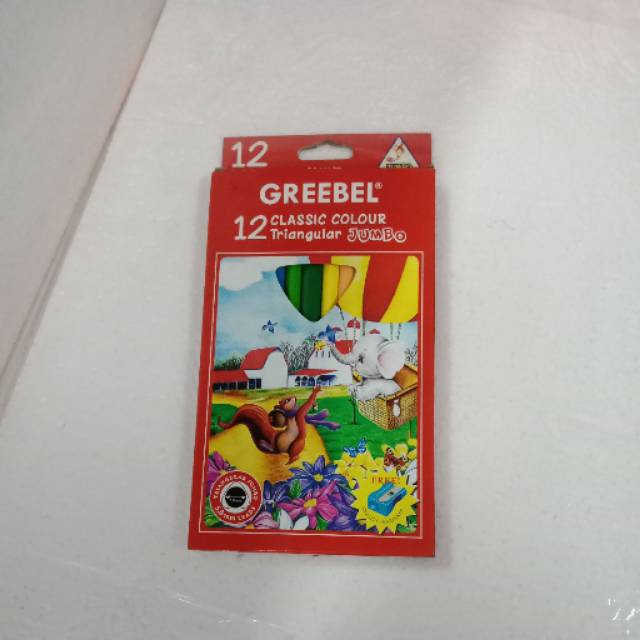 12
GREEBEL®
12 CLASSIC COLOUR
Triangular JUMBO
FREE!